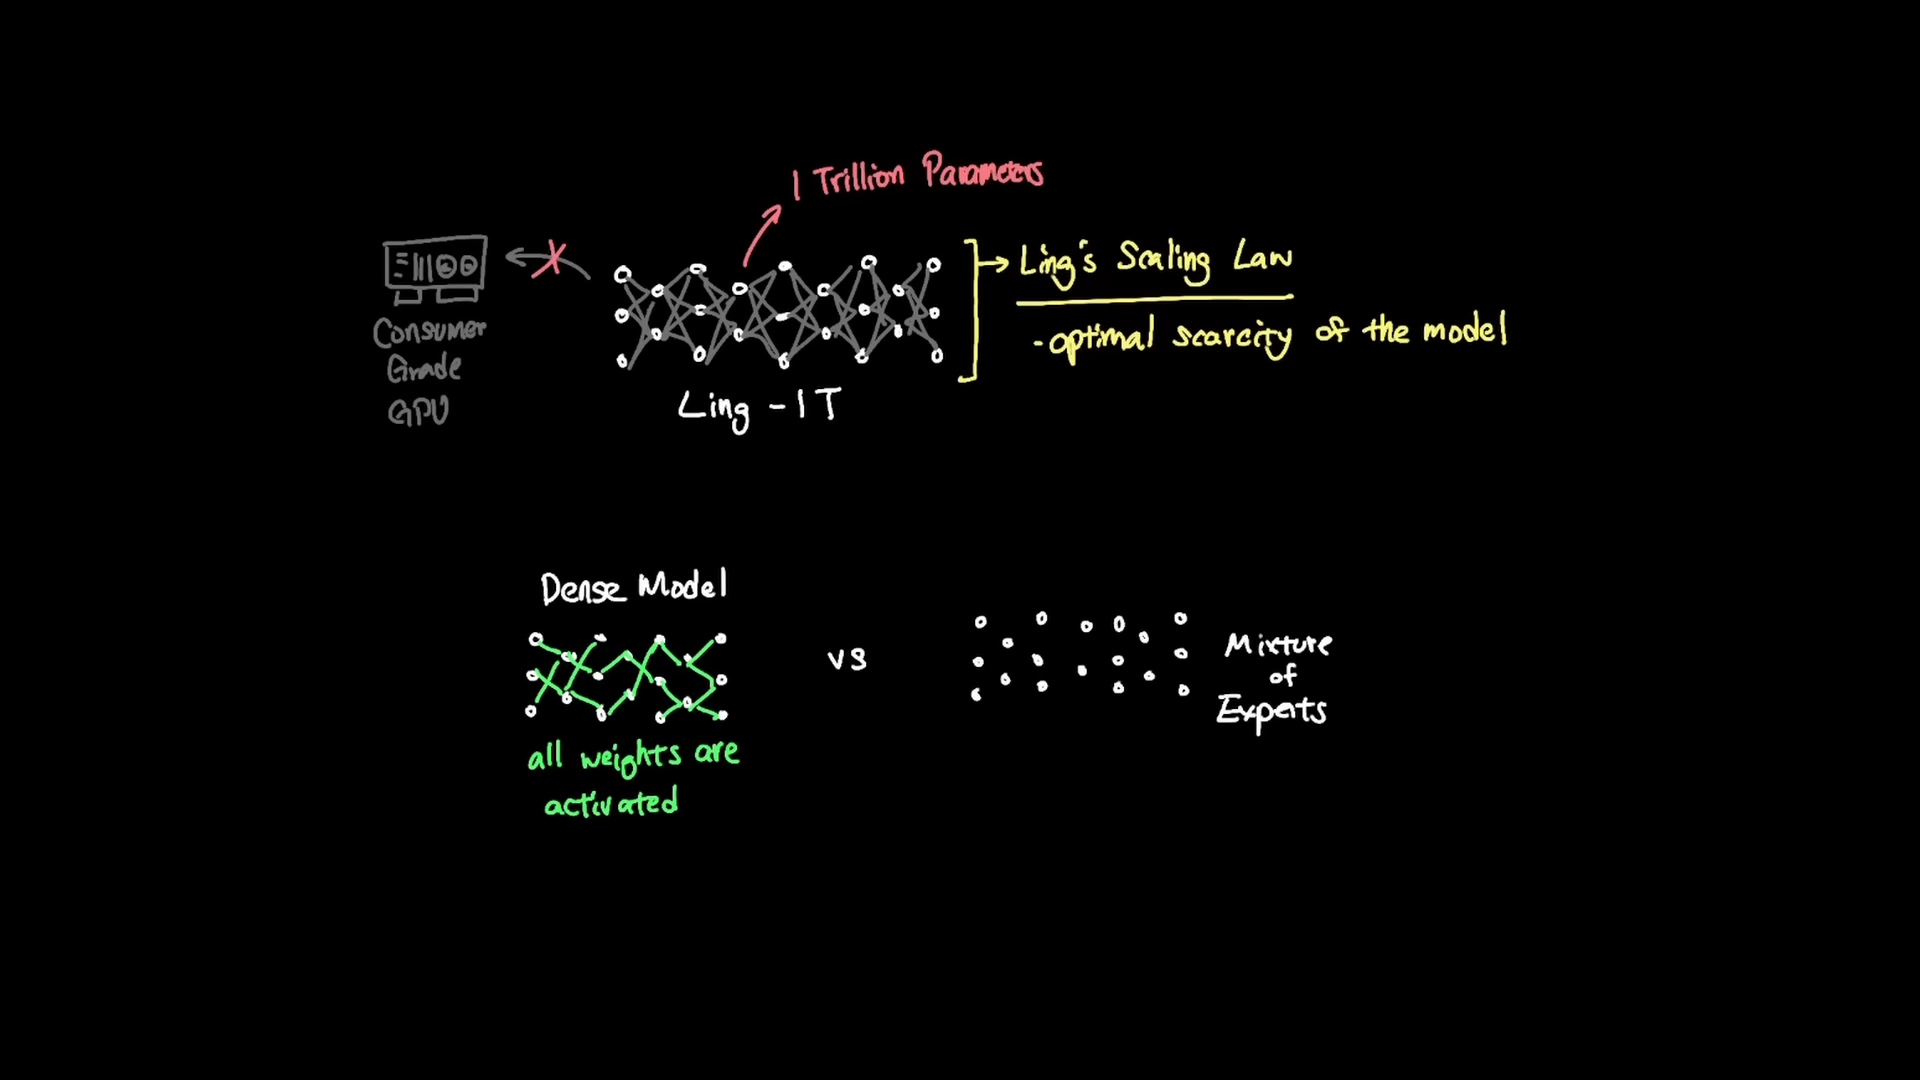 1 Trillion Parameters
Ling's Scaling Law
- optimal scarcity of the model
Consumer
Grade
GPU
Ling - 1T
Dense Model
vs
Mixture
of
Experts
all weights are
activated